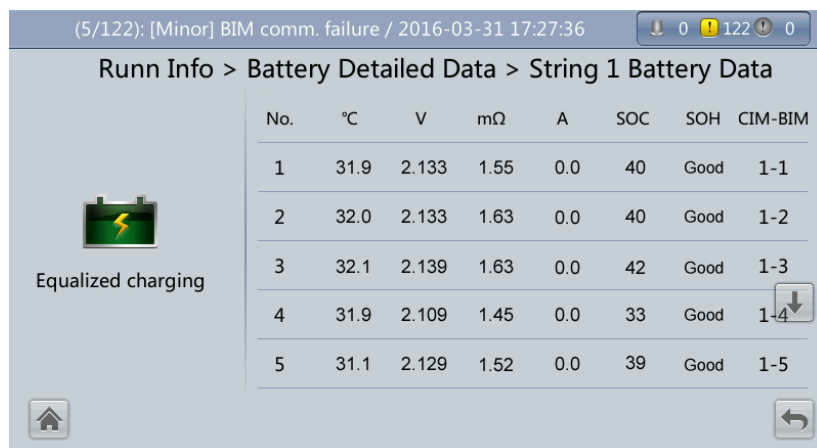 (5/122): [Minor] BIM comm. failure / 2016-03-31 17:27:36 0 122 0
Runn Info > Battery Detailed Data > String 1 Battery Data
No. ℃ V mΩ A SOC SOH CIM-BIM
1 31.9 2.133 1.55 0.0 40 Good 1-1
2 32.0 2.133 1.63 0.0 40 Good 1-2
3 32.1 2.139 1.63 0.0 42 Good 1-3
Equalized charging
4 31.9 2.109 1.45 0.0 33 Good 1-4
5 31.1 2.129 1.52 0.0 39 Good 1-5